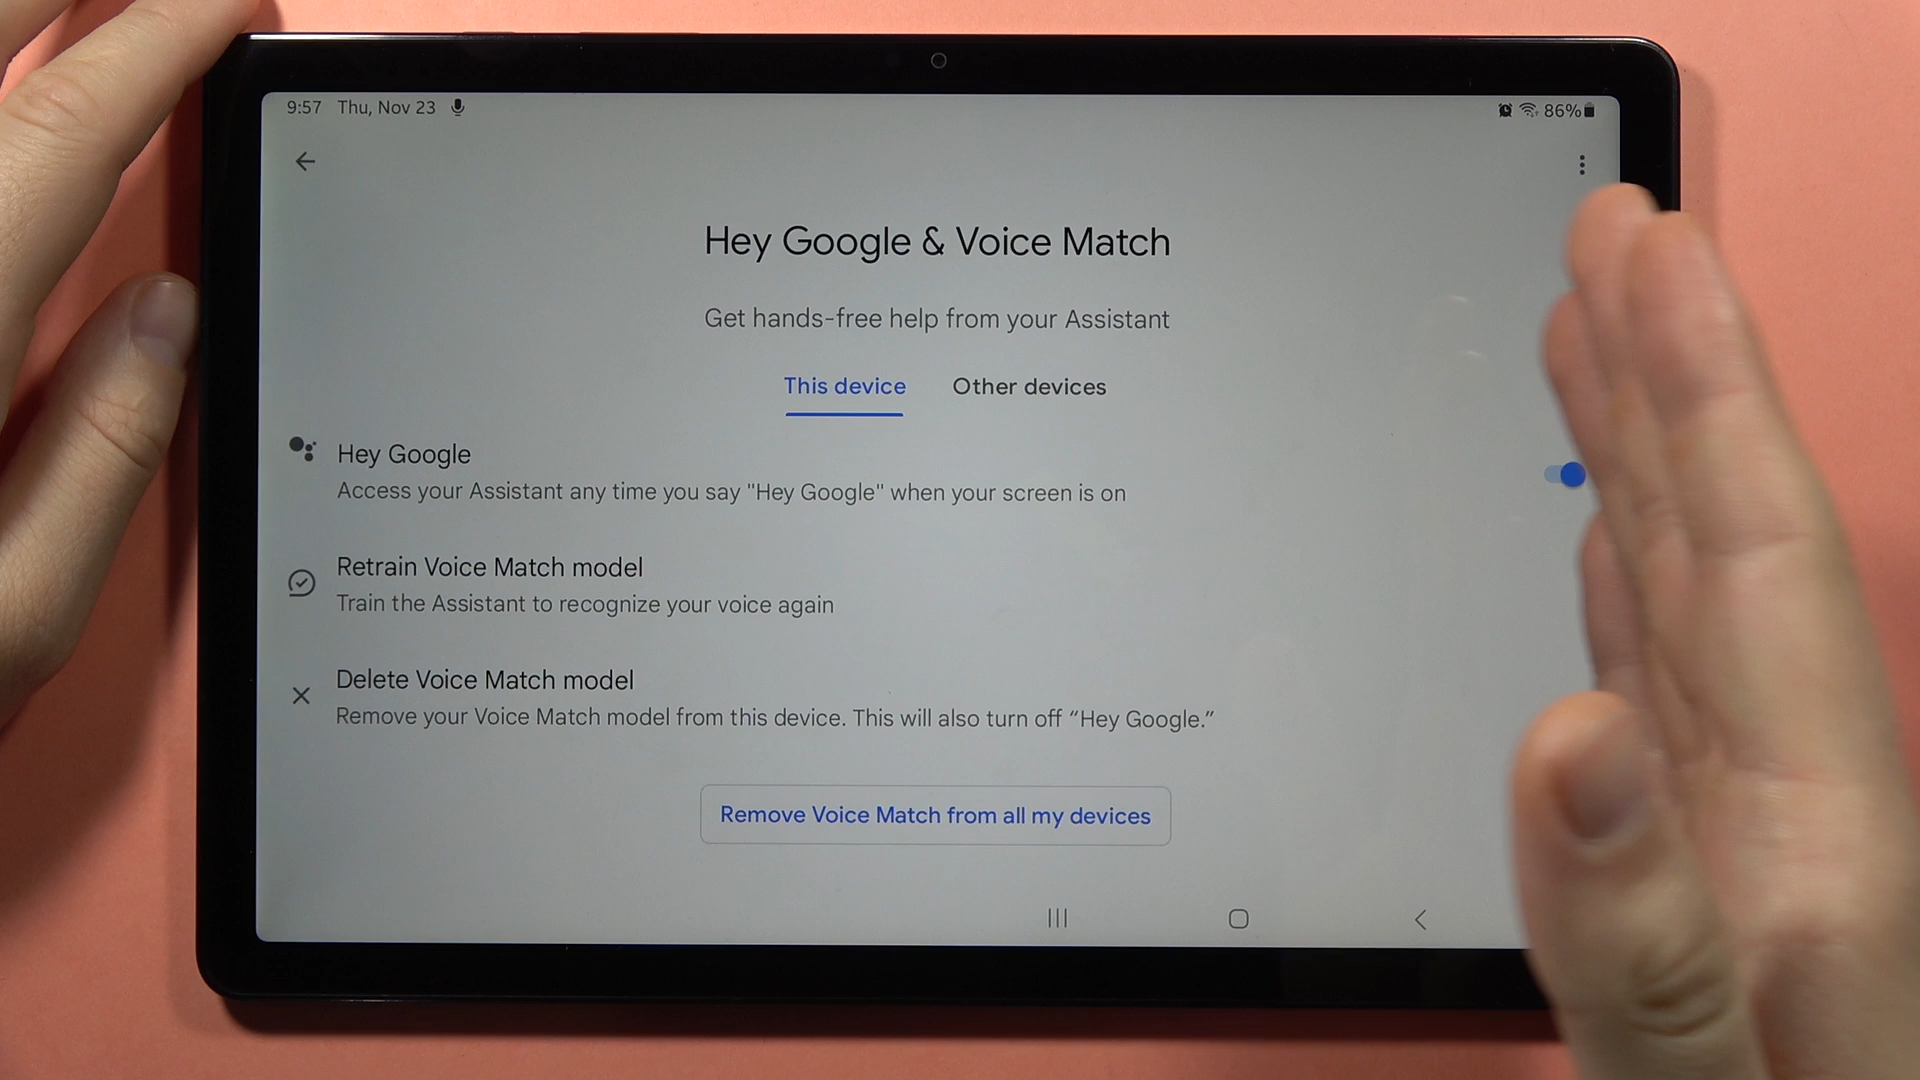 9:57 Thu, Nov 23 86%
Hey Google & Voice Match
Get hands-free help from your Assistant
This device Other devices
Hey Google
Access your Assistant any time you say "Hey Google" when your screen is on
Retrain Voice Match model
Train the Assistant to recognize your voice again
Delete Voice Match model
Remove your Voice Match model from this device. This will also turn off “Hey Google.”
Remove Voice Match from all my devices